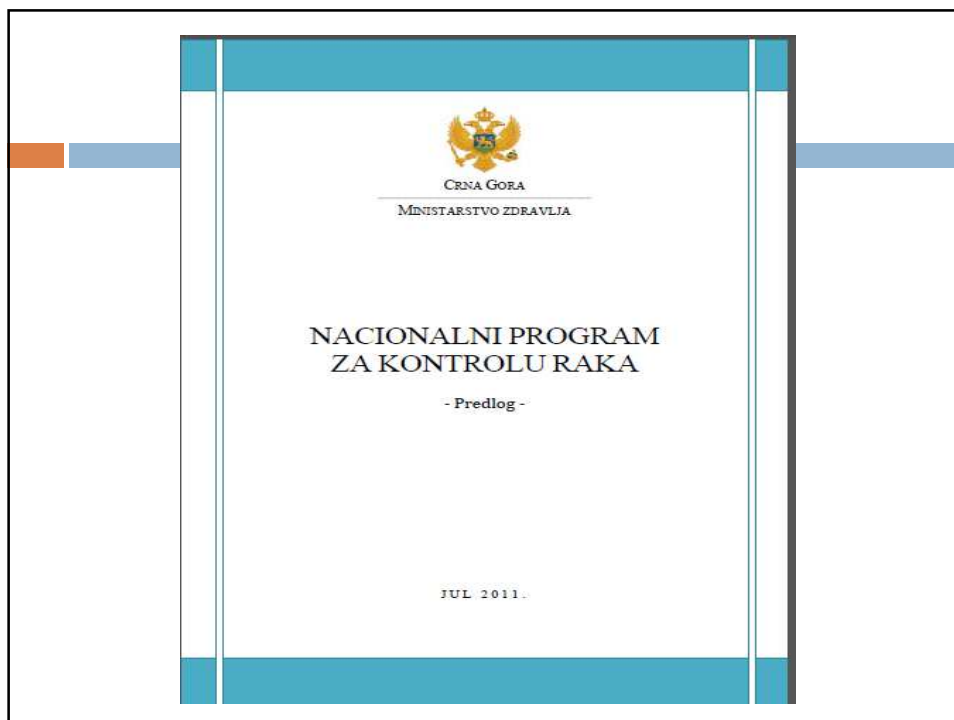 CRNA GORA
MINISTARSTVO ZDRAVLJA
NACIONALNI PROGRAM
ZA KONTROLU RAKA
- Predlog -
JUL 2011.